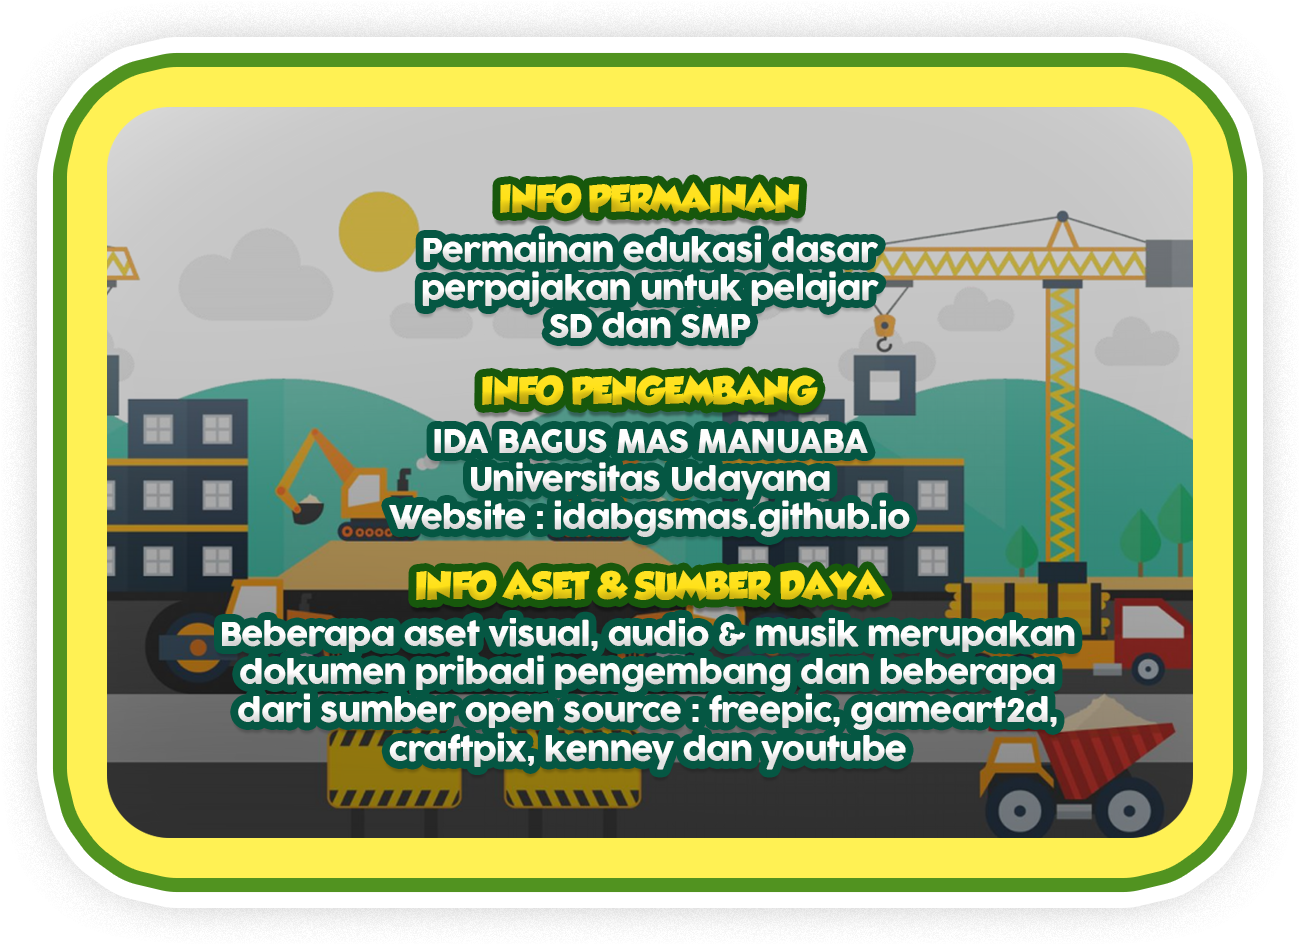 INFO PERMAINAN
Permainan edukasi dasar
perpajakan untuk pelajar
SD dan SMP
INFO PENGEMBANG
IDA BAGUS MAS MANUABA
Universitas Udayana
Website : idabgsmas.github.io
INFO ASET & SUMBER DAYA
Beberapa aset visual, audio & musik merupakan
dokumen pribadi pengembang dan beberapa
dari sumber open source : freepic, gameart2d,
craftpix, kenney dan youtube